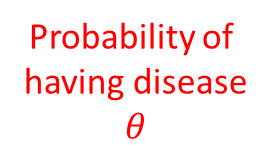 Probability of
having disease
θ